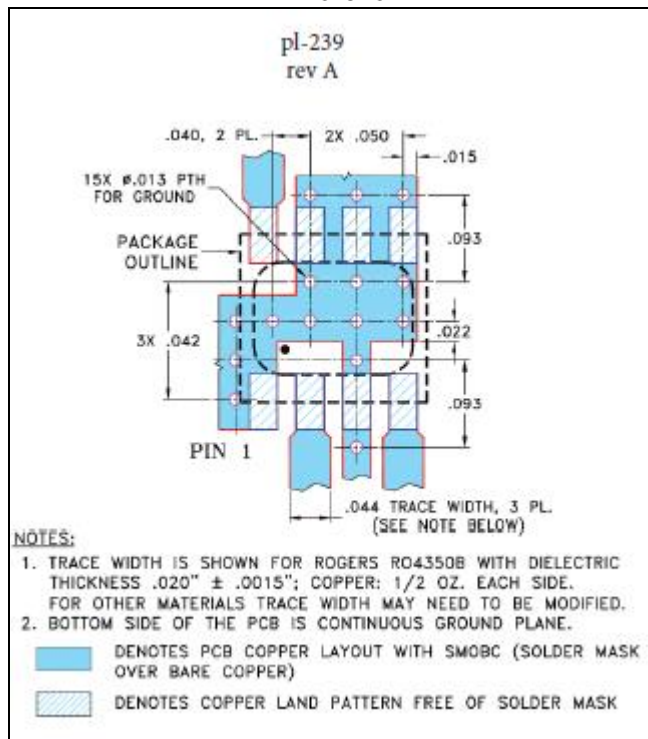 pl-239
rev A
.040, 2 PL.
2X .050
.015
15X ø.013 PTH
FOR GROUND
.093
PACKAGE
OUTLINE
3X .042
.022
.093
PIN 1
.044 TRACE WIDTH, 3 PL.
(SEE NOTE BELOW)
NOTES:
1. TRACE WIDTH IS SHOWN FOR ROGERS RO4350B WITH DIELECTRIC
THICKNESS .020" ± .0015"; COPPER: 1/2 OZ. EACH SIDE.
FOR OTHER MATERIALS TRACE WIDTH MAY NEED TO BE MODIFIED.
2. BOTTOM SIDE OF THE PCB IS CONTINUOUS GROUND PLANE.
DENOTES PCB COPPER LAYOUT WITH SMOBC (SOLDER MASK
OVER BARE COPPER)
DENOTES COPPER LAND PATTERN FREE OF SOLDER MASK